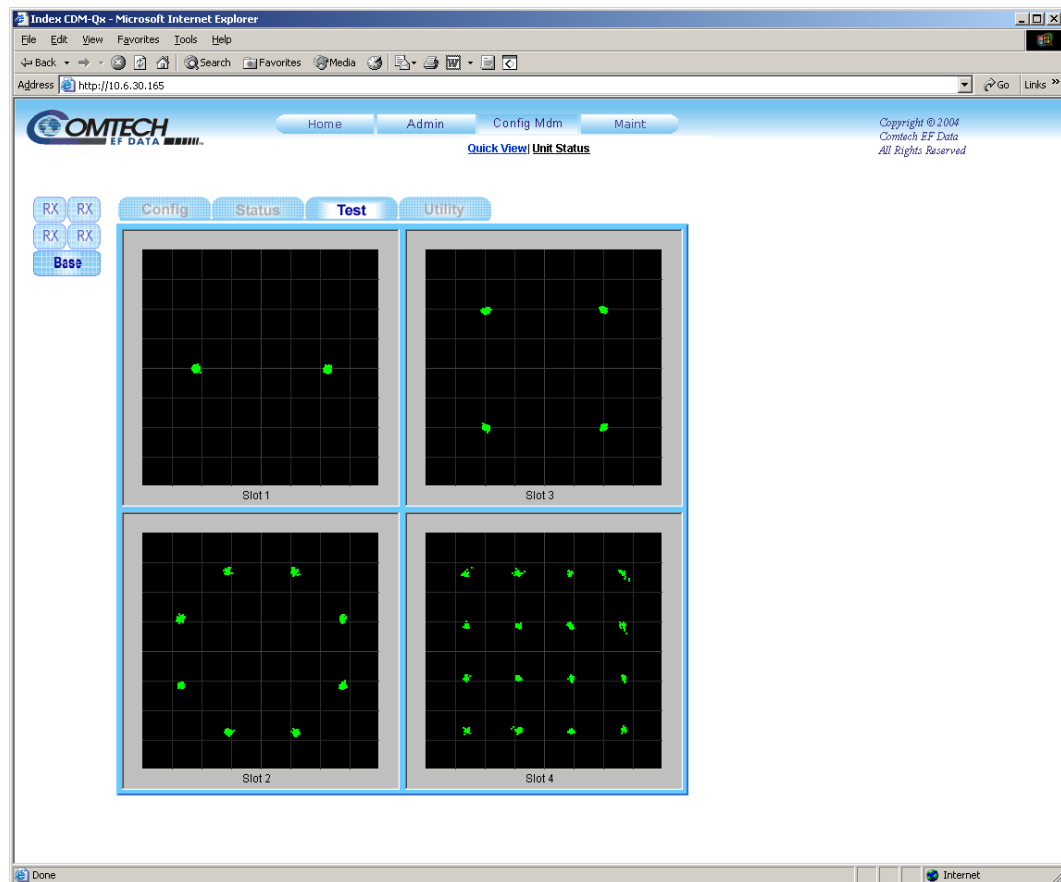 Index CDM-Qx - Microsoft Internet Explorer
File Edit View Favorites Tools Help
Back Search Favorites Media
Address http://10.6.30.165 Go Links »
COMTECH
EF DATA
Home Admin Config Mdm Maint
Quick View| Unit Status
Copyright © 2004
Comtech EF Data
All Rights Reserved
RX RX
RX RX
Base
Config Status Test Utility
Slot 1
Slot 3
Slot 2
Slot 4
Done Internet